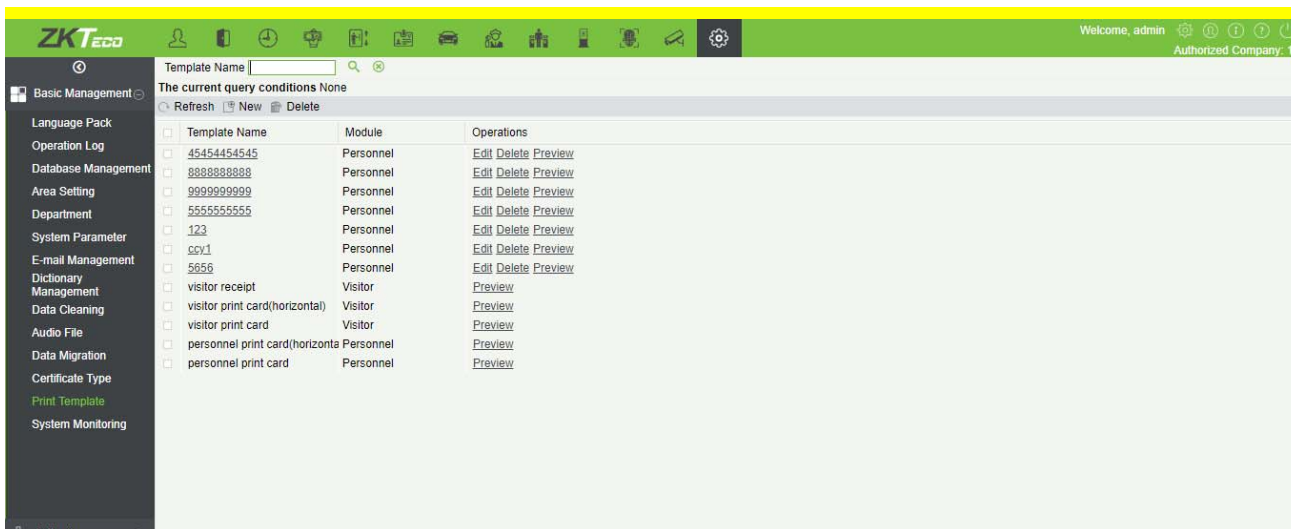 ZKTECO
Welcome, admin
Authorized Company: 1
Template Name
The current query conditions None
Refresh New Delete
Basic Management
Language Pack
Operation Log
Database Management
Area Setting
Department
System Parameter
E-mail Management
Dictionary
Management
Data Cleaning
Audio File
Data Migration
Certificate Type
Print Template
System Monitoring
Template Name Module Operations
45454454545 Personnel Edit Delete Preview
8888888888 Personnel Edit Delete Preview
9999999999 Personnel Edit Delete Preview
5555555555 Personnel Edit Delete Preview
123 Personnel Edit Delete Preview
ccy1 Personnel Edit Delete Preview
5656 Personnel Edit Delete Preview
visitor receipt Visitor Preview
visitor print card(horizontal) Visitor Preview
visitor print card Visitor Preview
personnel print card(horizonta Personnel Preview
personnel print card Personnel Preview